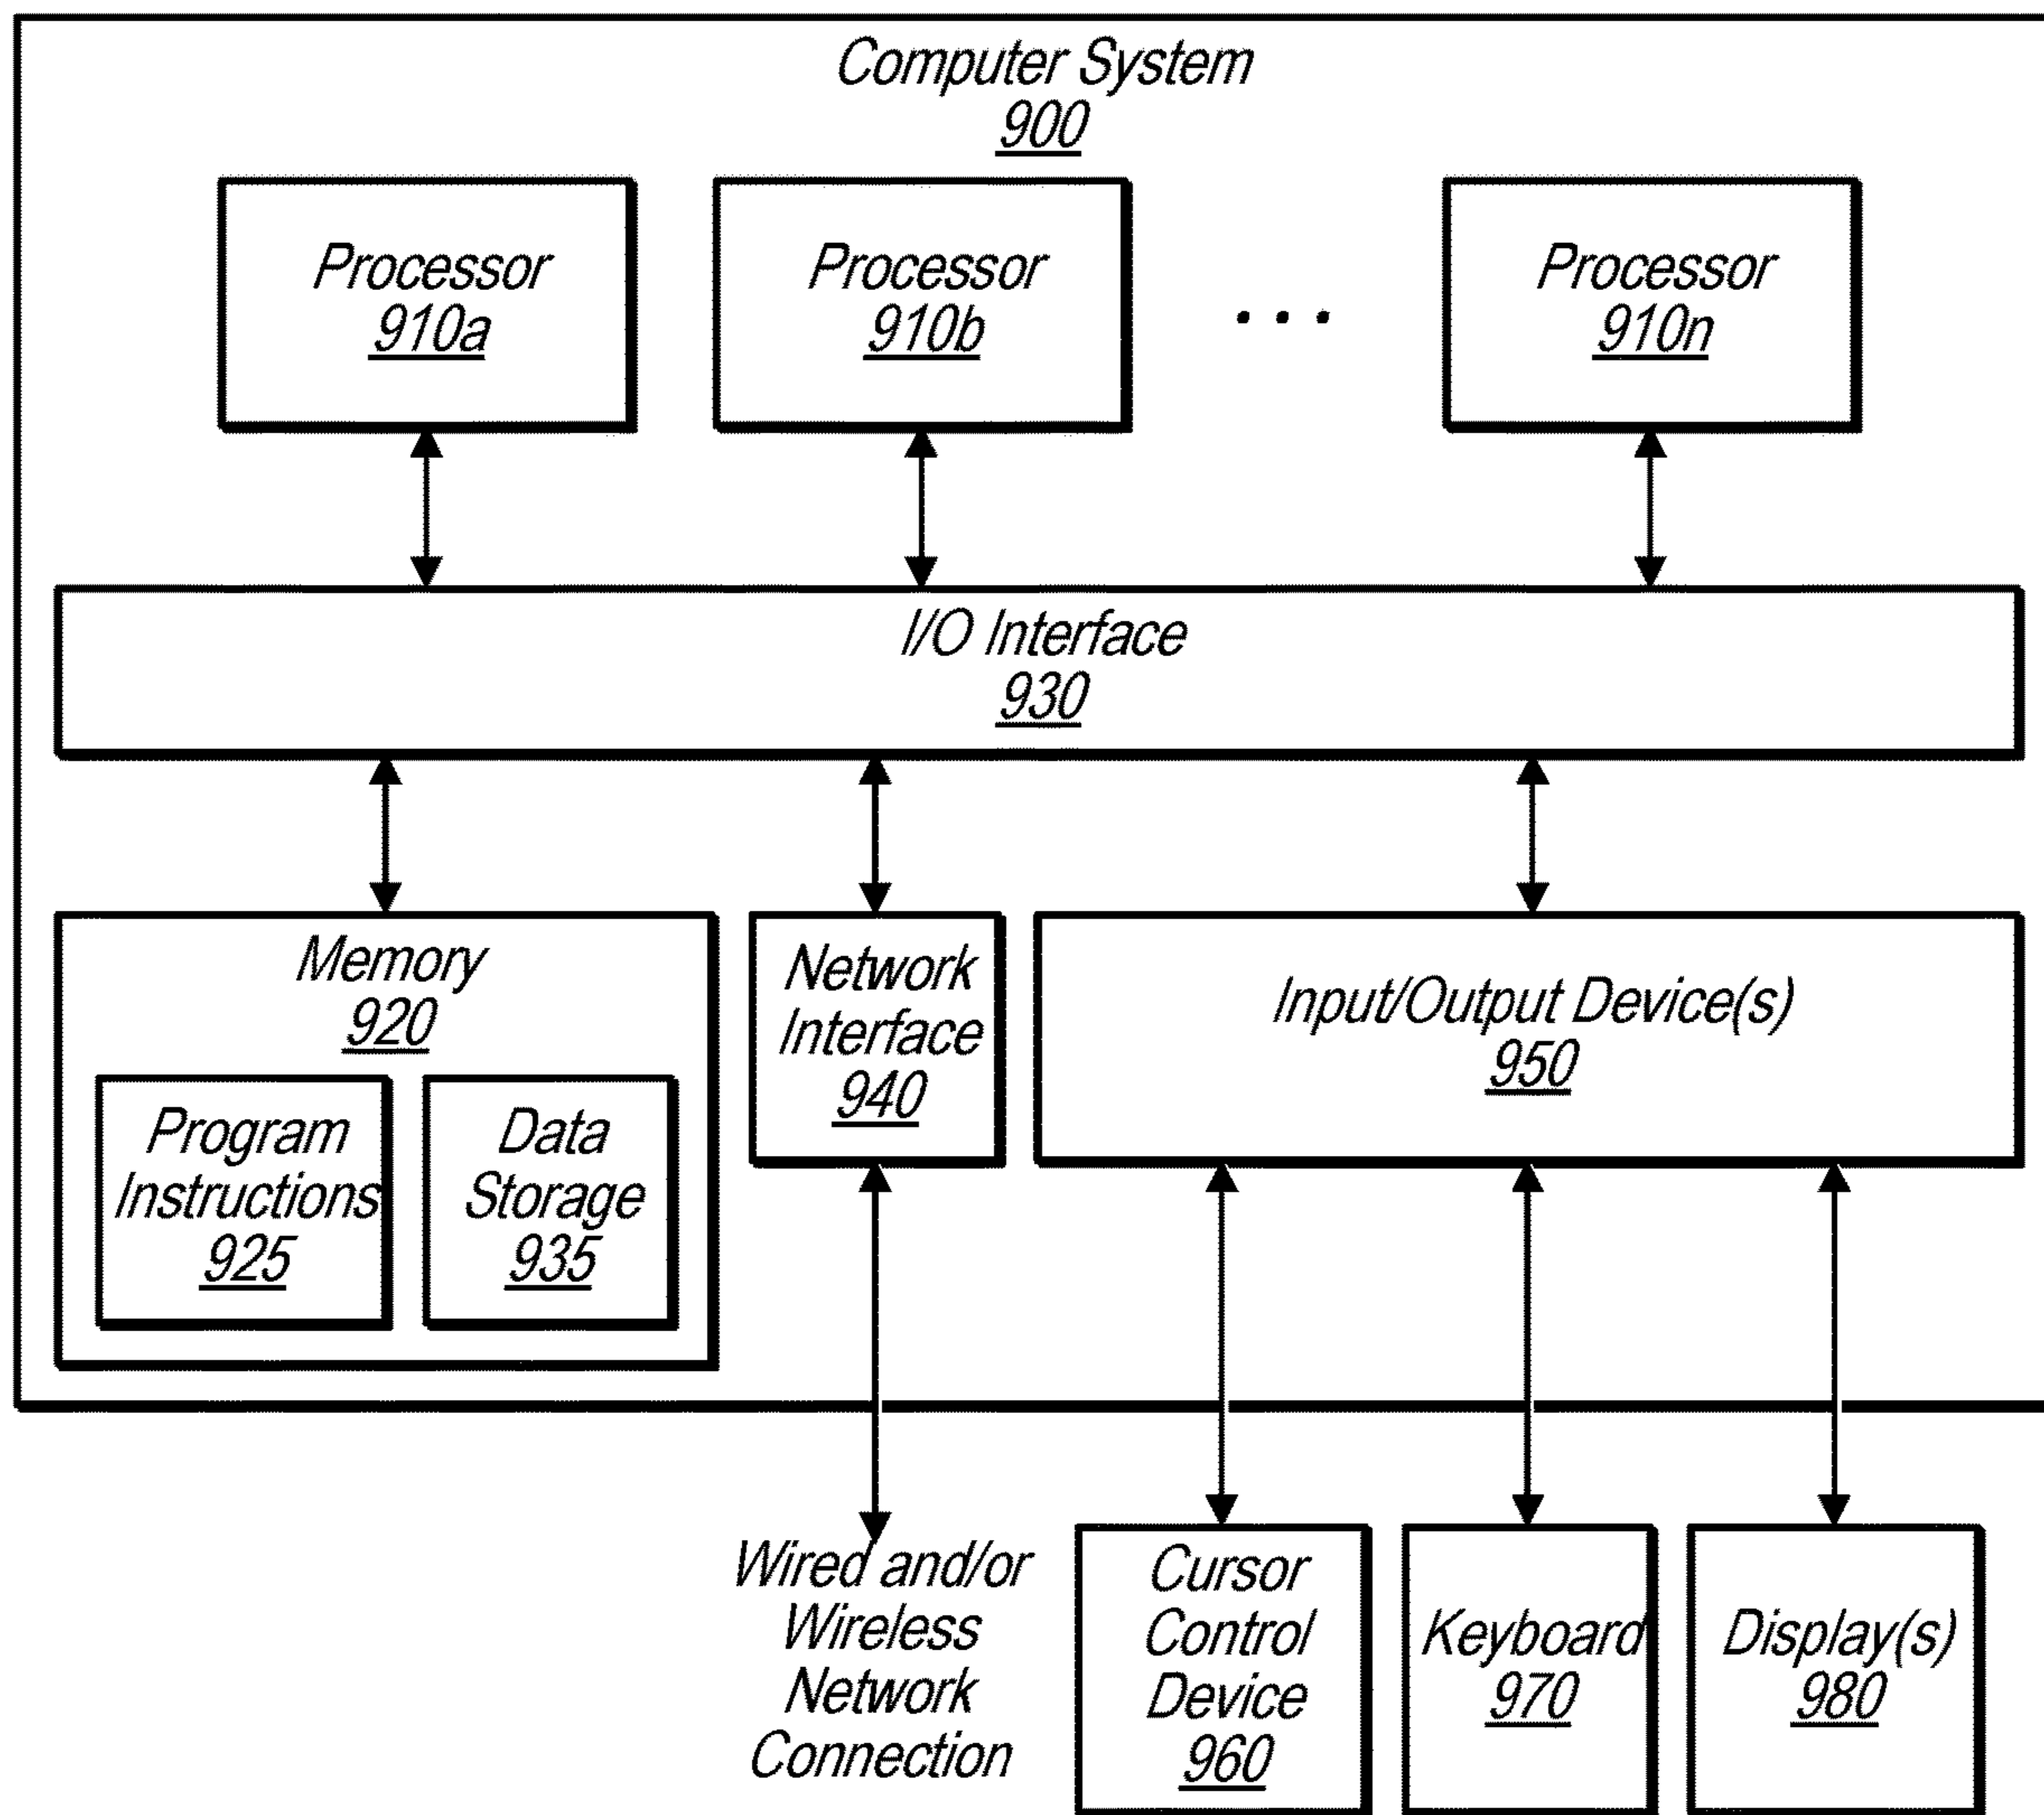 Computer System
900
Processor
910a
Processor
910b
. . .
Processor
910n
I/O Interface
930
Memory
920
Program
Instructions
925
Data
Storage
935
Network
Interface
940
Input/Output Device(s)
950
Wired and/or
Wireless
Network
Connection
Cursor
Control
Device
960
Keyboard
970
Display(s)
980